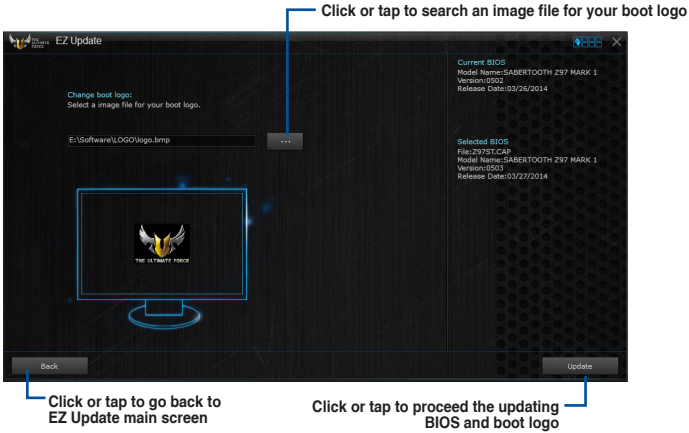 Click or tap to search an image file for your boot logo
THE
ULTIMATE
FORCE
EZ Update
Change boot logo:
Select a image file for your boot logo.
E:\Software\LOGO\logo.bmp
...
THE ULTIMATE FORCE
Current BIOS
Model Name:SABERTOOTH Z97 MARK 1
Version:0502
Release Date:03/26/2014
Selected BIOS
File:Z97ST.CAP
Model Name:SABERTOOTH Z97 MARK 1
Version:0503
Release Date:03/27/2014
Back
Update
Click or tap to go back to
EZ Update main screen
Click or tap to proceed the updating
BIOS and boot logo